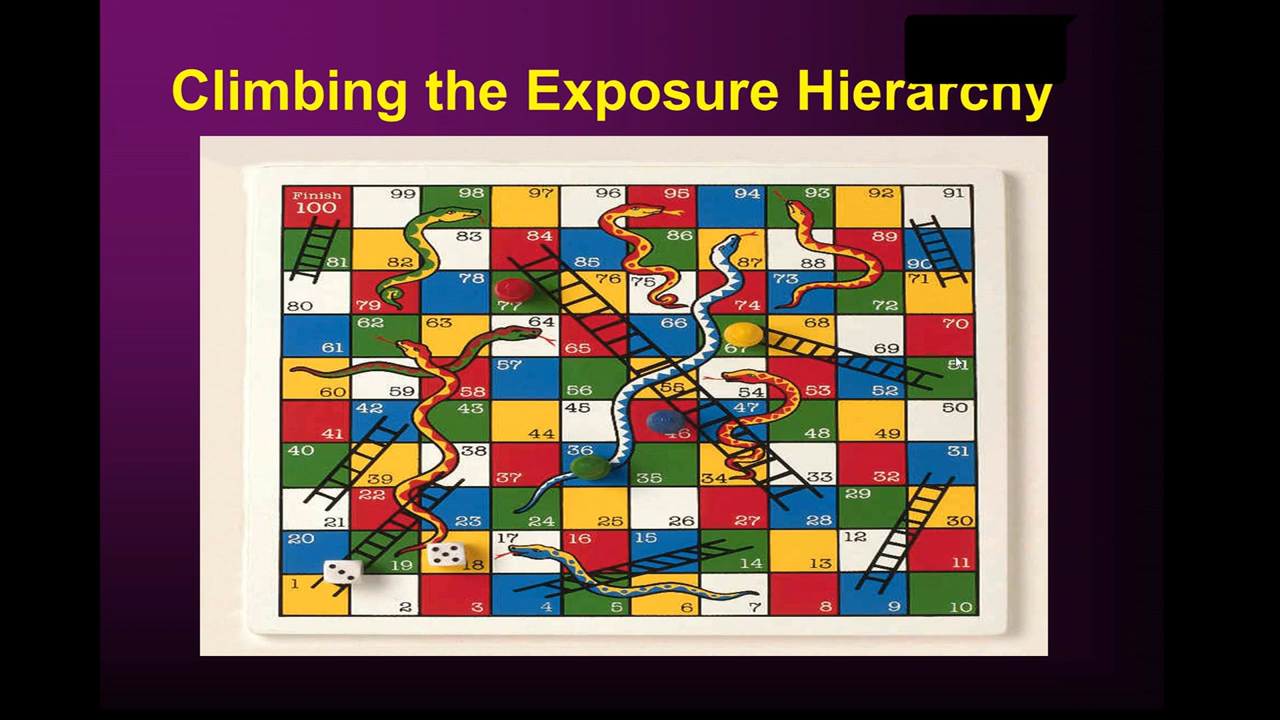 Climbing the Exposure Hierarchy
Finish
100 99 98 97 96 95 94 93 92 91
81 82 83 84 85 86 87 88 89 90
80 79 78 77 76 75 74 73 72 71
61 62 63 64 65 66 67 68 69 70
60 59 58 57 56 55 54 53 52 51
41 42 43 44 45 46 47 48 49 50
40 39 38 37 36 35 34 33 32 31
21 22 23 24 25 26 27 28 29 30
20 19 18 17 16 15 14 13 12 11
1 2 3 4 5 6 7 8 9 10